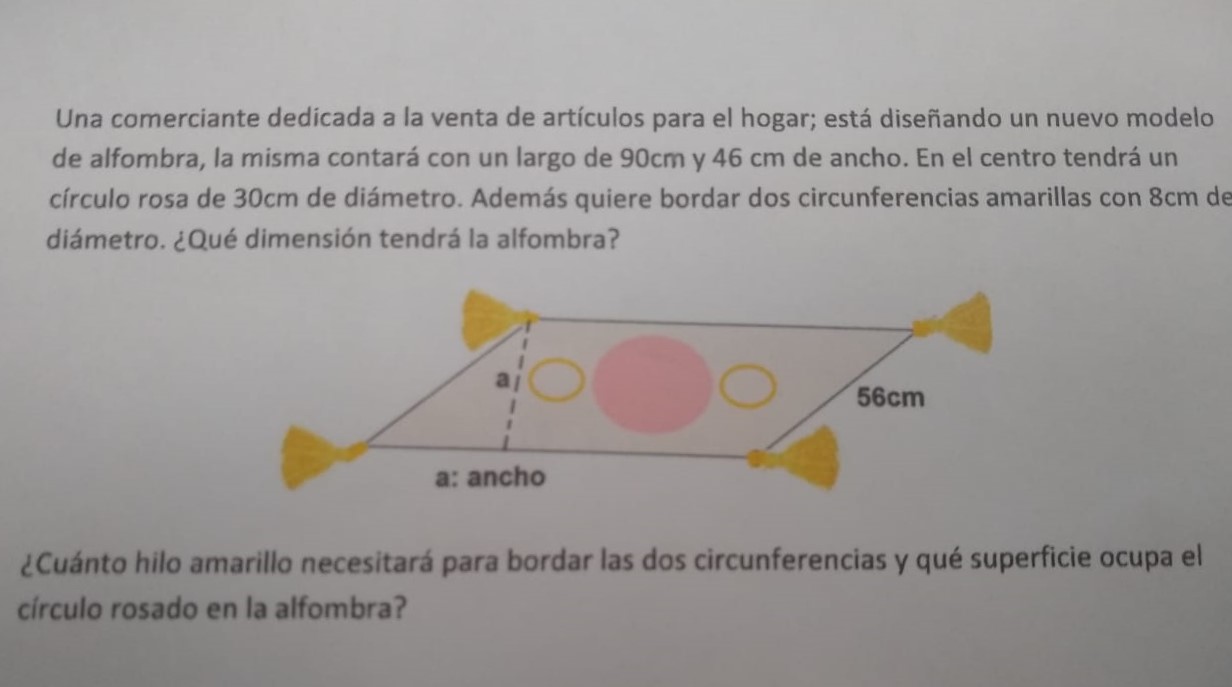 Una comerciante dedicada a la venta de artículos para el hogar; está diseñando un nuevo modelo
de alfombra, la misma contará con un largo de 90cm y 46 cm de ancho. En el centro tendrá un
círculo rosa de 30cm de diámetro. Además quiere bordar dos circunferencias amarillas con 8cm de
diámetro. ¿Qué dimensión tendrá la alfombra?
a
56cm
a: ancho
¿Cuánto hilo amarillo necesitará para bordar las dos circunferencias y qué superficie ocupa el
círculo rosado en la alfombra?